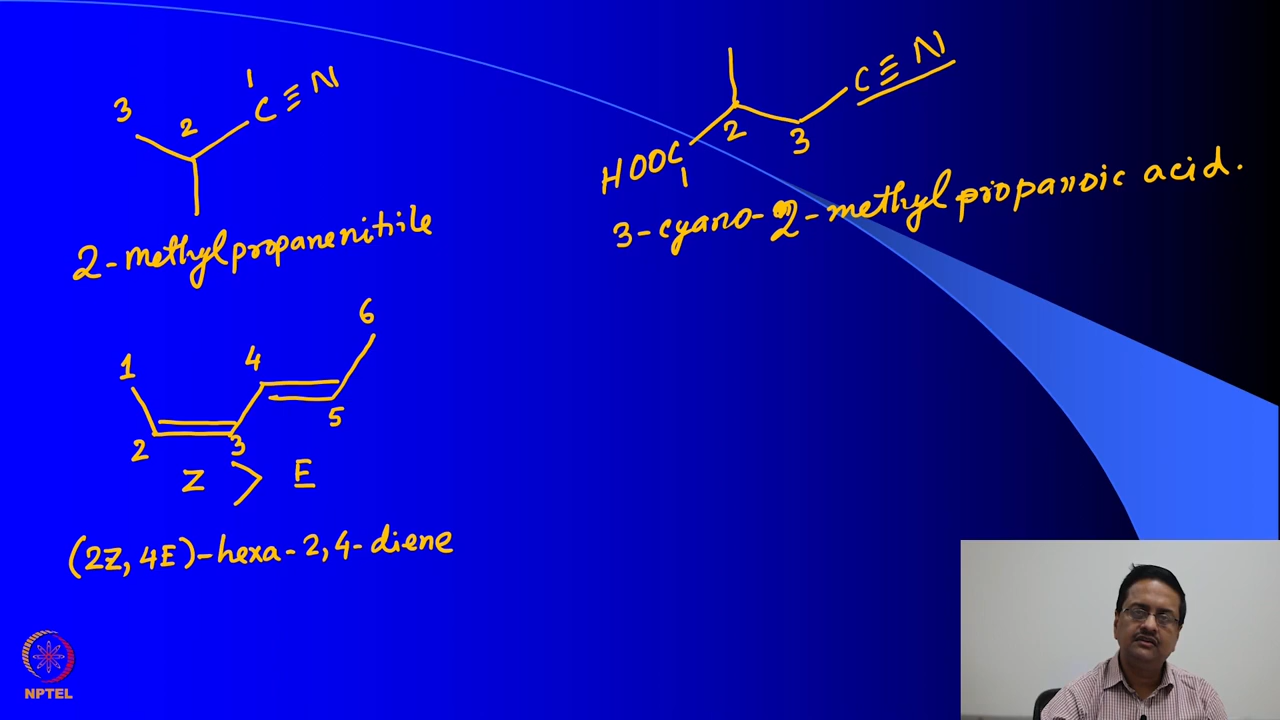 3
2
1
C≡N
2-methylpropanenitrile
HOOC
1
2
3
C≡N
3-cyano-2-methylpropanoic acid.
1
2
3
4
5
6
Z > E
(2Z, 4E)-hexa-2,4-diene
NPTEL